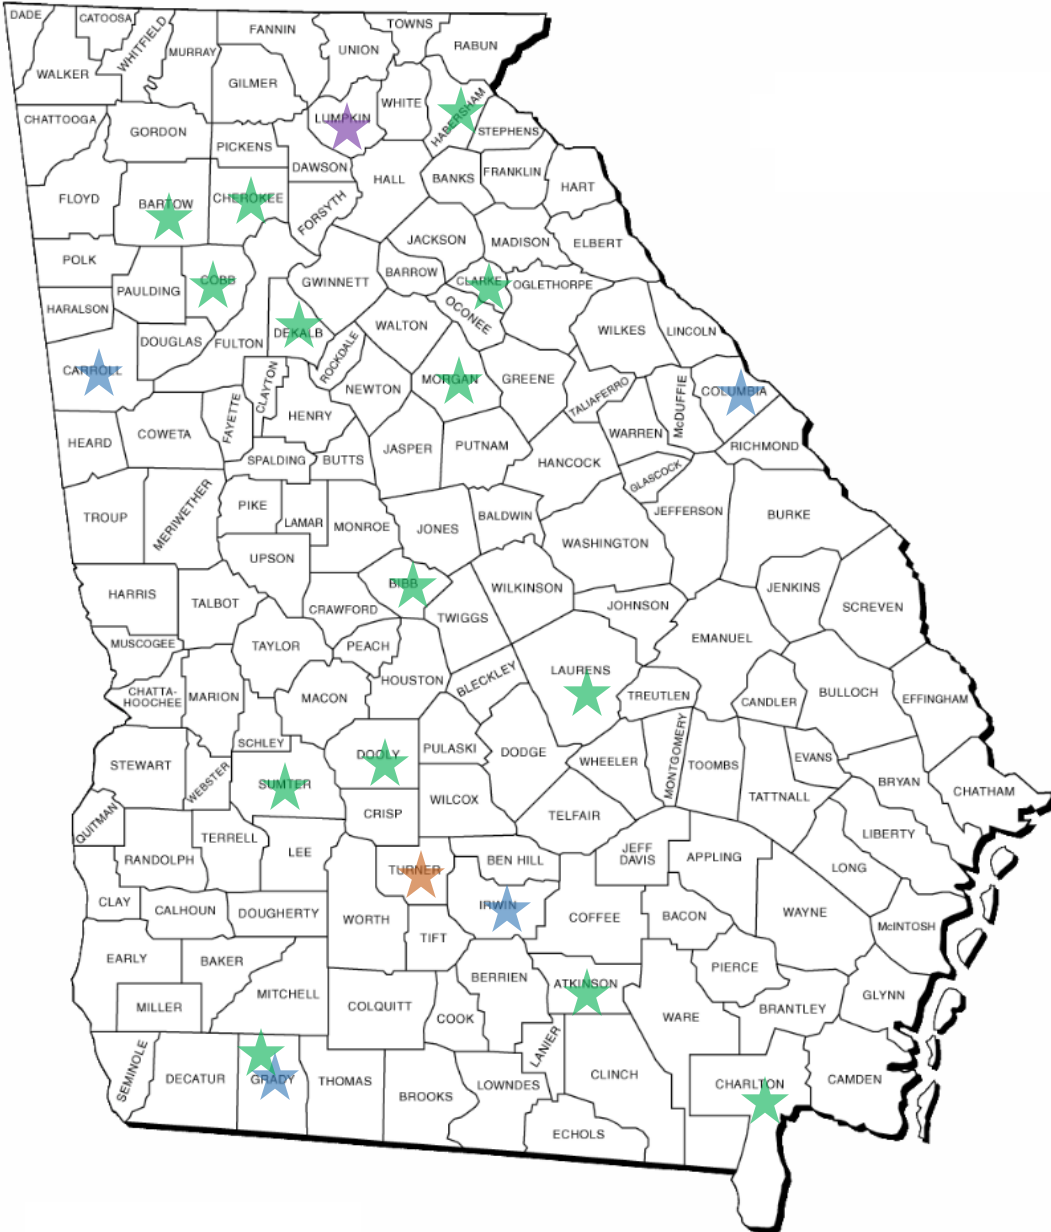 DADE
CATOOSA
WHITFIELD
MURRAY
FANNIN
UNION
TOWNS
RABUN
WALKER
GILMER
LUMPKIN
WHITE
HABERSHAM
STEPHENS
CHATTOOGA
GORDON
PICKENS
DAWSON
HALL
BANKS
FRANKLIN
HART
FLOYD
BARTOW
CHEROKEE
FORSYTH
JACKSON
MADISON
ELBERT
POLK
PAULDING
COBB
GWINNETT
BARROW
CLARKE
OGLETHORPE
HARALSON
DOUGLAS
FULTON
DEKALB
ROCKDALE
WALTON
OCONEE
WILKES
LINCOLN
CARROLL
FAYETTE
CLAYTON
HENRY
NEWTON
MORGAN
GREENE
TALIAFERRO
McDUFFIE
COLUMBIA
HEARD
COWETA
SPALDING
BUTTS
JASPER
PUTNAM
HANCOCK
WARREN
GLASCOCK
RICHMOND
TROUP
MERIWETHER
PIKE
LAMAR
MONROE
JONES
BALDWIN
WASHINGTON
JEFFERSON
BURKE
UPSON
HARRIS
TALBOT
CRAWFORD
BIBB
TWIGGS
WILKINSON
JOHNSON
JENKINS
SCREVEN
MUSCOGEE
TAYLOR
PEACH
HOUSTON
BLECKLEY
LAURENS
EMANUEL
CHATTA-
HOOCHEE
MARION
MACON
TREUTLEN
CANDLER
BULLOCH
EFFINGHAM
SCHLEY
DOOLY
PULASKI
DODGE
WHEELER
MONTGOMERY
TOOMBS
EVANS
STEWART
WEBSTER
SUMTER
CRISP
WILCOX
TELFAIR
TATTNALL
BRYAN
CHATHAM
QUITMAN
RANDOLPH
TERRELL
LEE
TURNER
BEN HILL
JEFF
DAVIS
APPLING
LONG
LIBERTY
CLAY
CALHOUN
DOUGHERTY
WORTH
TIFT
IRWIN
COFFEE
BACON
WAYNE
McINTOSH
EARLY
BAKER
MITCHELL
BERRIEN
ATKINSON
PIERCE
MILLER
COLQUITT
COOK
WARE
BRANTLEY
GLYNN
SEMINOLE
DECATUR
GRADY
THOMAS
BROOKS
LOWNDES
LANIER
CLINCH
CHARLTON
CAMDEN
ECHOLS